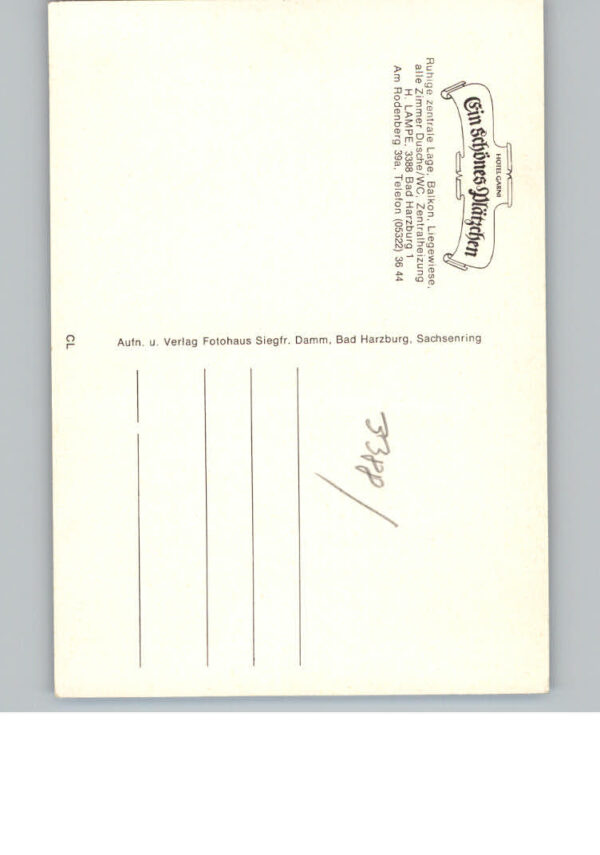 HOTEL GARNI
Ein schönes Plätzchen
Ruhige zentrale Lage, Balkon, Liegewiese,
alle Zimmer Dusche/WC, Zentralheizung
H. LAMPE, 3388 Bad Harzburg 1
Am Rodenberg 39a, Telefon (05322) 36 44
Aufn. u. Verlag Fotohaus Siegfr. Damm, Bad Harzburg, Sachsenring
CL
3388/